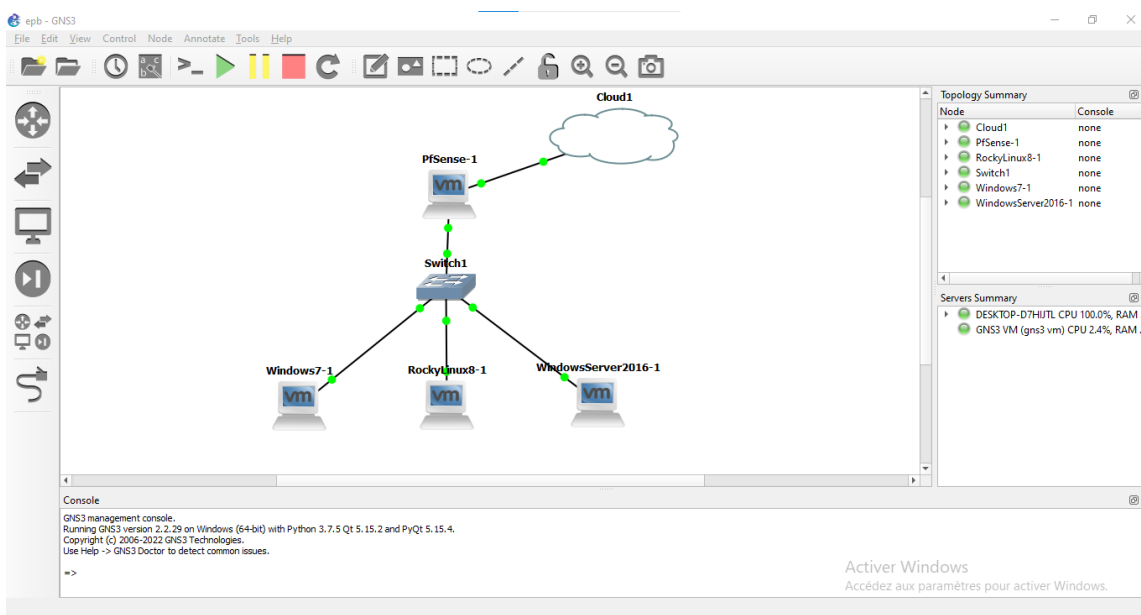 epb - GNS3
File Edit View Control Node Annotate Tools Help
Cloud1
PfSense-1
vm
Switch1
Windows7-1
RockyLinux8-1
WindowsServer2016-1
vm
vm
vm
Topology Summary
Node Console
Cloud1 none
PfSense-1 none
RockyLinux8-1 none
Switch1 none
Windows7-1 none
WindowsServer2016-1 none
Servers Summary
DESKTOP-D7HIJTL CPU 100.0%, RAM
GNS3 VM (gns3 vm) CPU 2.4%, RAM .
Console
GNS3 management console.
Running GNS3 version 2.2.29 on Windows (64-bit) with Python 3.7.5 Qt 5.15.2 and PyQt 5.15.4.
Copyright (c) 2006-2022 GNS3 Technologies.
Use Help -> GNS3 Doctor to detect common issues.
=>
Activer Windows
Accédez aux paramètres pour activer Windows.